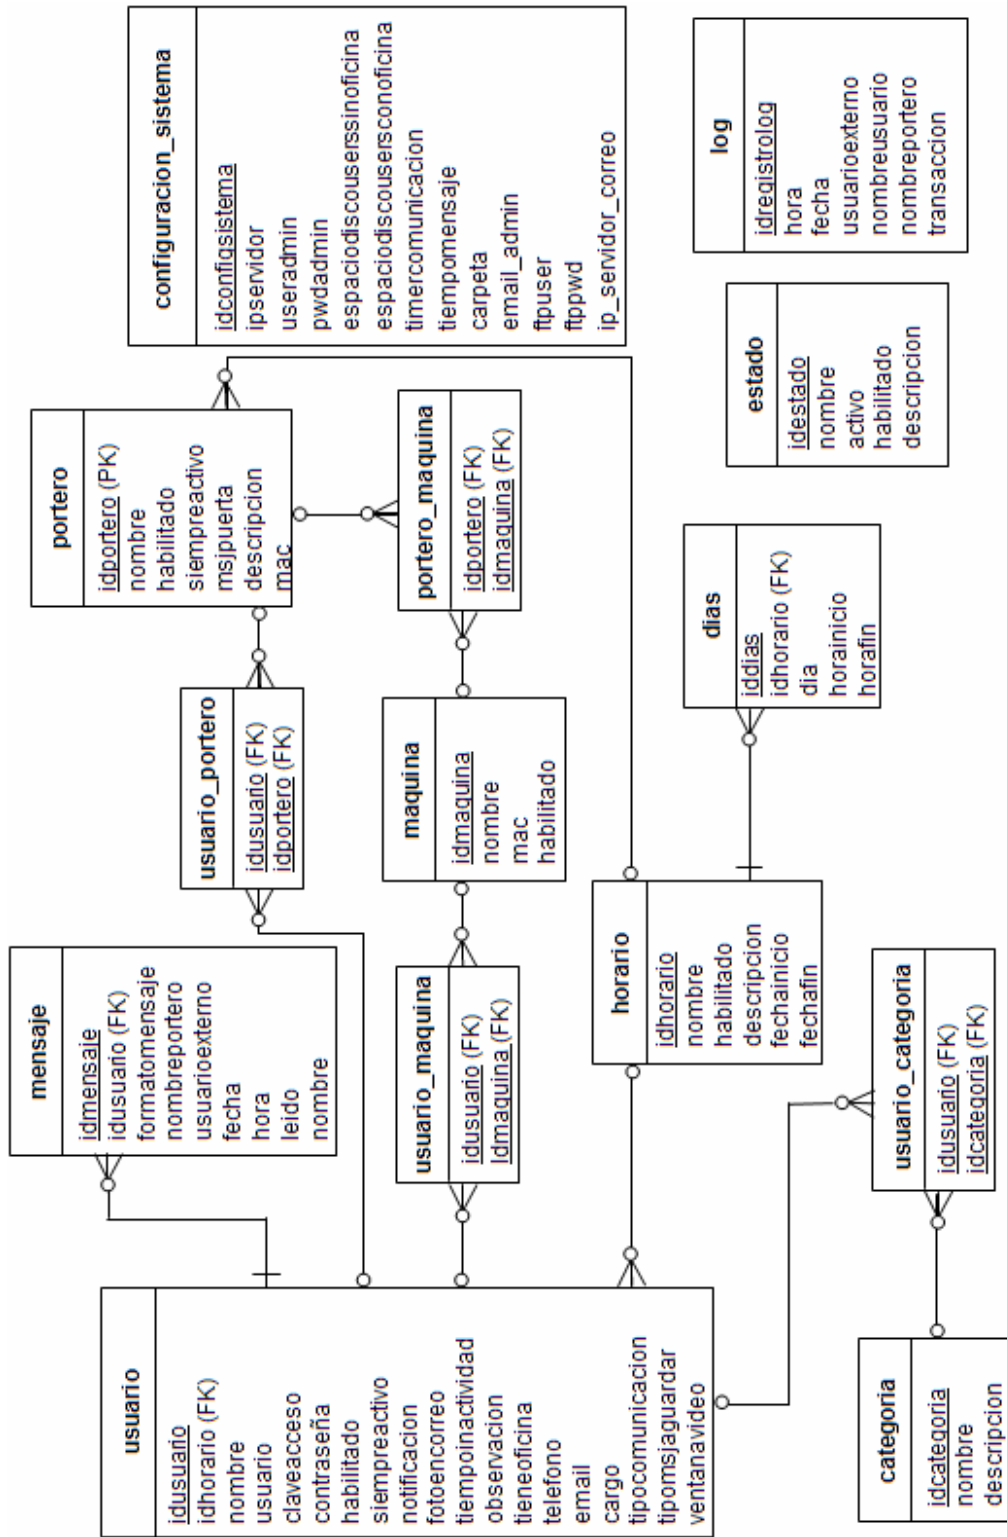 usuario
idusuario
idhorario (FK)
nombre
usuario
claveacceso
contraseña
habilitado
siempreactivo
notificacion
fotoencorreo
tiempoinactividad
observacion
tieneoficina
telefono
email
cargo
tipocomunicacion
tipomsjaguardar
ventanavideo
categoria
idcategoria
nombre
descripcion
mensaje
idmensaje
idusuario (FK)
formatomensaje
nombreportero
usuarioexterno
fecha
hora
leido
nombre
usuario_maquina
idusuario (FK)
Idmaquina (FK)
horario
idhorario
nombre
habilitado
descripcion
fechainicio
fechafin
usuario_categoria
idusuario (FK)
idcategoria (FK)
usuario_portero
idusuario (FK)
idportero (FK)
maquina
idmaquina
nombre
mac
habilitado
dias
iddias
idhorario (FK)
dia
horainicio
horafin
portero
idportero (PK)
nombre
habilitado
siempreactivo
msjpuerta
descripcion
mac
portero_maquina
idportero (FK)
idmaquina (FK)
estado
idestado
nombre
activo
habilitado
descripcion
configuracion_sistema
idconfigsistema
ipservidor
useradmin
pwdadmin
espaciodiscouserssinoficina
espaciodiscousersconoficina
timercomunicacion
tiempomensaje
carpeta
email_admin
ftpuser
ftppwd
ip_servidor_correo
log
idregistrolog
hora
fecha
usuarioexterno
nombreusuario
nombreportero
transaccion